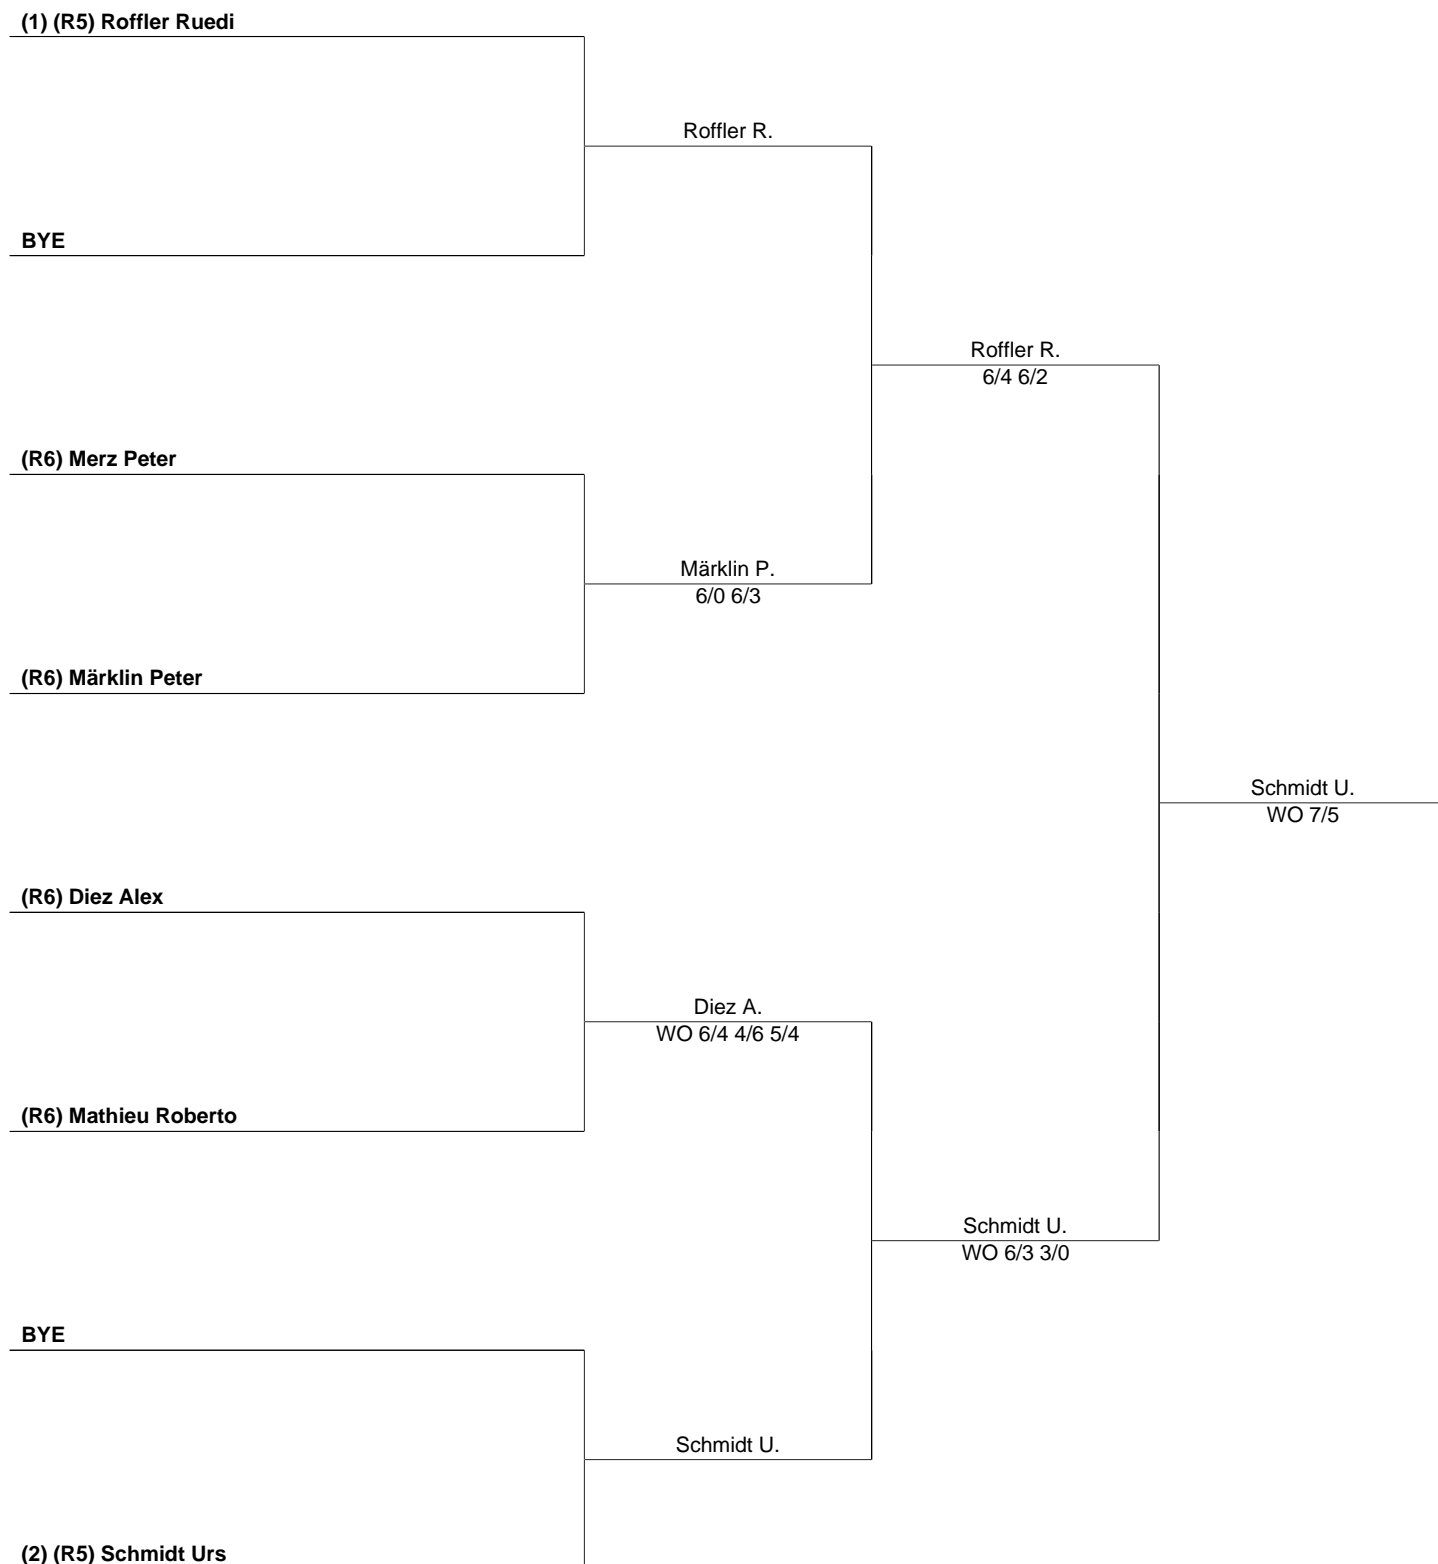 (1) (R5) Roffler Ruedi
Roffler R.
BYE
Roffler R.
6/4 6/2
(R6) Merz Peter
Märklin P.
6/0 6/3
(R6) Märklin Peter
Schmidt U.
WO 7/5
(R6) Diez Alex
Diez A.
WO 6/4 4/6 5/4
(R6) Mathieu Roberto
Schmidt U.
WO 6/3 3/0
BYE
Schmidt U.
(2) (R5) Schmidt Urs